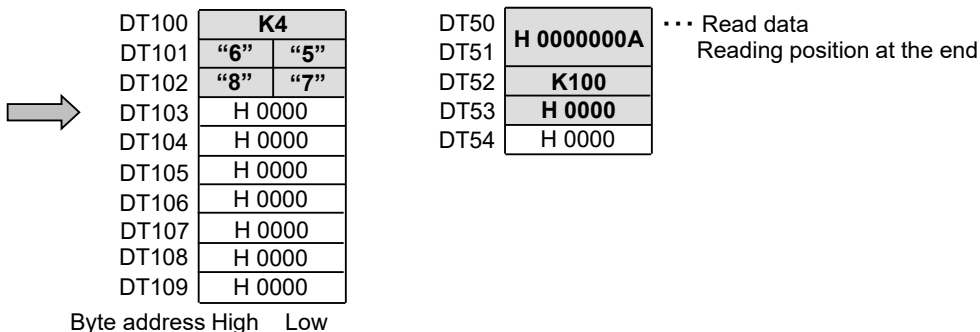 DT100 K4
DT101 “6” “5”
DT102 “8” “7”
DT103 H 0000
DT104 H 0000
DT105 H 0000
DT106 H 0000
DT107 H 0000
DT108 H 0000
DT109 H 0000
Byte address High Low
DT50 H 0000000A ··· Read data
DT51 Reading position at the end
DT52 K100
DT53 H 0000
DT54 H 0000